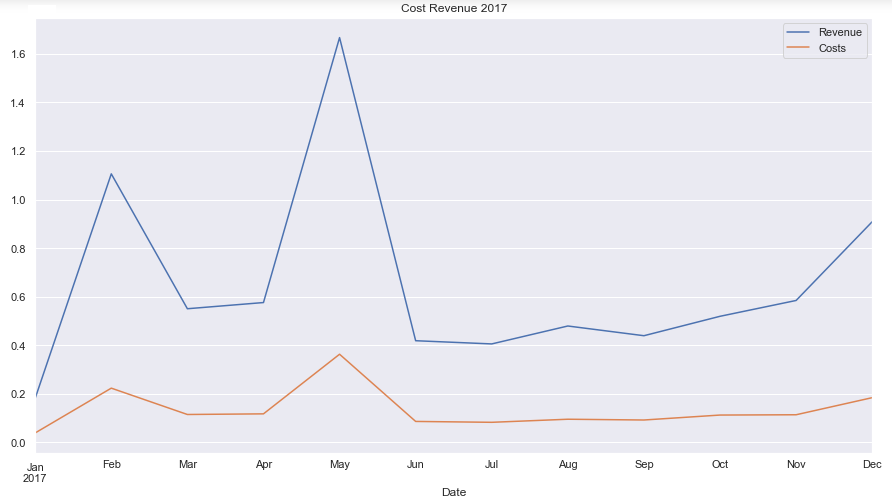 Cost Revenue 2017
Revenue
Costs
1.6
1.4
1.2
1.0
0.8
0.6
0.4
0.2
0.0
Jan Feb Mar Apr May Jun Jul Aug Sep Oct Nov Dec
2017
Date